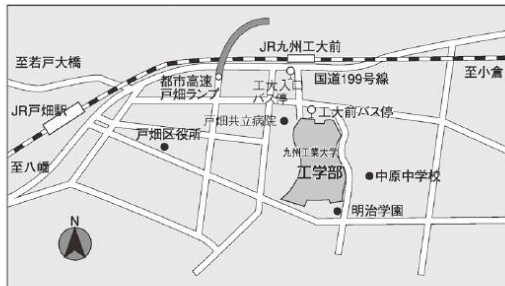 JR九州工大前
至若戸大橋
都市高速
戸畑ランプ
工大入口
バス停
国道199号線
至小倉
JR戸畑駅
戸畑共立病院
工大前バス停
戸畑区役所
九州工業大学
工学部
至八幡
中原中学校
明治学園
N